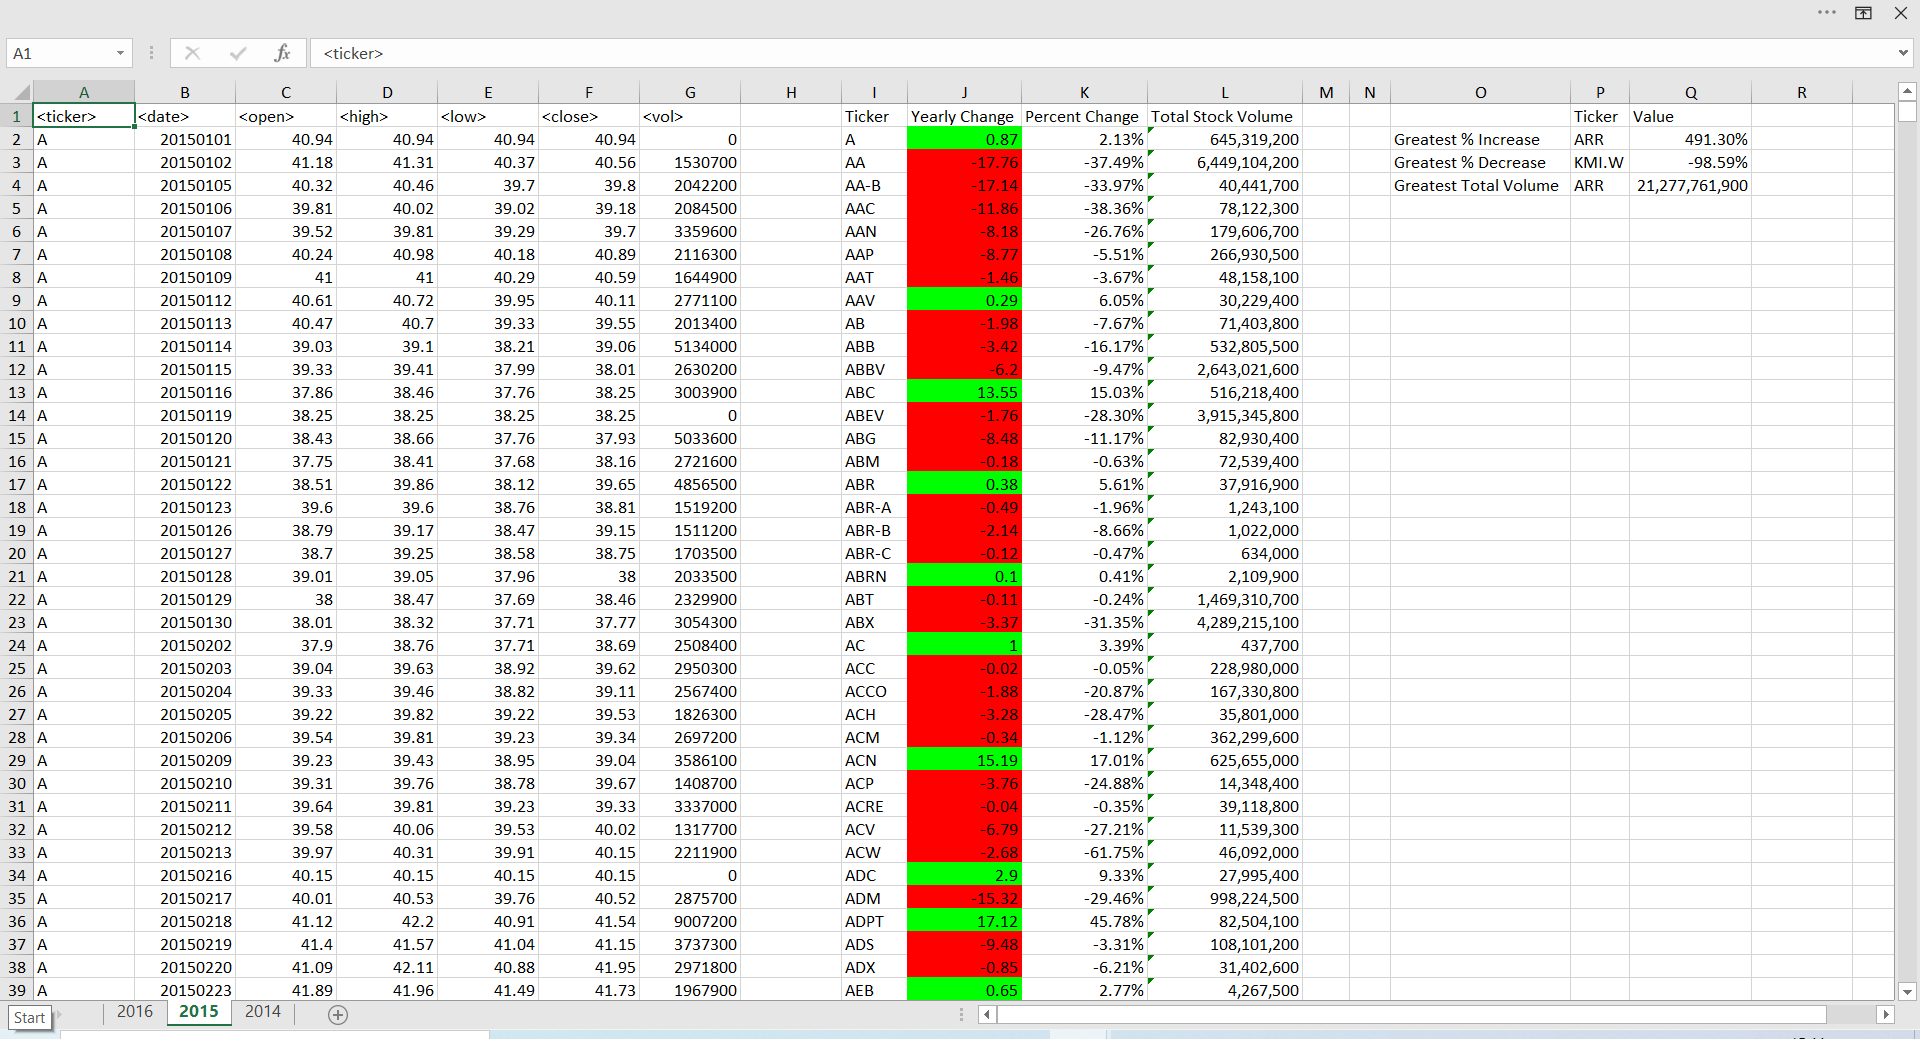 A1 fx <ticker>
A B C D E F G H I J K L M N O P Q R
1 <ticker> <date> <open> <high> <low> <close> <vol> Ticker Yearly Change Percent Change Total Stock Volume Ticker Value
2 A 20150101 40.94 40.94 40.94 40.94 0 A 0.87 2.13% 645,319,200 Greatest % Increase ARR 491.30%
3 A 20150102 41.18 41.31 40.37 40.56 1530700 AA -17.76 -37.49% 6,449,104,200 Greatest % Decrease KMI.W -98.59%
4 A 20150105 40.32 40.46 39.7 39.8 2042200 AA-B -17.14 -33.97% 40,441,700 Greatest Total Volume ARR 21,277,761,900
5 A 20150106 39.81 40.02 39.02 39.18 2084500 AAC -11.86 -38.36% 78,122,300
6 A 20150107 39.52 39.81 39.29 39.7 3359600 AAN -8.18 -26.76% 179,606,700
7 A 20150108 40.24 40.98 40.18 40.89 2116300 AAP -8.77 -5.51% 266,930,500
8 A 20150109 41 41 40.29 40.59 1644900 AAT -1.46 -3.67% 48,158,100
9 A 20150112 40.61 40.72 39.95 40.11 2771100 AAV 0.29 6.05% 30,229,400
10 A 20150113 40.47 40.7 39.33 39.55 2013400 AB -1.98 -7.67% 71,403,800
11 A 20150114 39.03 39.1 38.21 39.06 5134000 ABB -3.42 -16.17% 532,805,500
12 A 20150115 39.33 39.41 37.99 38.01 2630200 ABBV -6.2 -9.47% 2,643,021,600
13 A 20150116 37.86 38.46 37.76 38.25 3003900 ABC 13.55 15.03% 516,218,400
14 A 20150119 38.25 38.25 38.25 38.25 0 ABEV -1.76 -28.30% 3,915,345,800
15 A 20150120 38.43 38.66 37.76 37.93 5033600 ABG -8.48 -11.17% 82,930,400
16 A 20150121 37.75 38.41 37.68 38.16 2721600 ABM -0.18 -0.63% 72,539,400
17 A 20150122 38.51 39.86 38.12 39.65 4856500 ABR 0.38 5.61% 37,916,900
18 A 20150123 39.6 39.6 38.76 38.81 1519200 ABR-A -0.49 -1.96% 1,243,100
19 A 20150126 38.79 39.17 38.47 39.15 1511200 ABR-B -2.14 -8.66% 1,022,000
20 A 20150127 38.7 39.25 38.58 38.75 1703500 ABR-C -0.12 -0.47% 634,000
21 A 20150128 39.01 39.05 37.96 38 2033500 ABRN 0.1 0.41% 2,109,900
22 A 20150129 38 38.47 37.69 38.46 2329900 ABT -0.11 -0.24% 1,469,310,700
23 A 20150130 38.01 38.32 37.71 37.77 3054300 ABX -3.37 -31.35% 4,289,215,100
24 A 20150202 37.9 38.76 37.71 38.69 2508400 AC 1 3.39% 437,700
25 A 20150203 39.04 39.63 38.92 39.62 2950300 ACC -0.02 -0.05% 228,980,000
26 A 20150204 39.33 39.46 38.82 39.11 2567400 ACCO -1.88 -20.87% 167,330,800
27 A 20150205 39.22 39.82 39.22 39.53 1826300 ACH -3.28 -28.47% 35,801,000
28 A 20150206 39.54 39.81 39.23 39.34 2697200 ACM -0.34 -1.12% 362,299,600
29 A 20150209 39.23 39.43 38.95 39.04 3586100 ACN 15.19 17.01% 625,655,000
30 A 20150210 39.31 39.76 38.78 39.67 1408700 ACP -3.76 -24.88% 14,348,400
31 A 20150211 39.64 39.81 39.23 39.33 3337000 ACRE -0.04 -0.35% 39,118,800
32 A 20150212 39.58 40.06 39.53 40.02 1317700 ACV -6.79 -27.21% 11,539,300
33 A 20150213 39.97 40.31 39.91 40.15 2211900 ACW -2.68 -61.75% 46,092,000
34 A 20150216 40.15 40.15 40.15 40.15 0 ADC 2.9 9.33% 27,995,400
35 A 20150217 40.01 40.53 39.76 40.52 2875700 ADM -15.32 -29.46% 998,224,500
36 A 20150218 41.12 42.2 40.91 41.54 9007200 ADPT 17.12 45.78% 82,504,100
37 A 20150219 41.4 41.57 41.04 41.15 3737300 ADS -9.48 -3.31% 108,101,200
38 A 20150220 41.09 42.11 40.88 41.95 2971800 ADX -0.85 -6.21% 31,402,600
39 A 20150223 41.89 41.96 41.49 41.73 1967900 AEB 0.65 2.77% 4,267,500
Start 2016 2015 2014